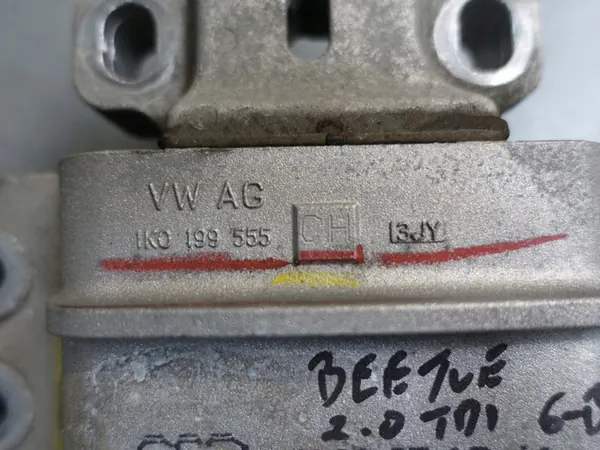 VW AG
1K0 199 555 CH 13JY
BEETLE
2.0 TDI